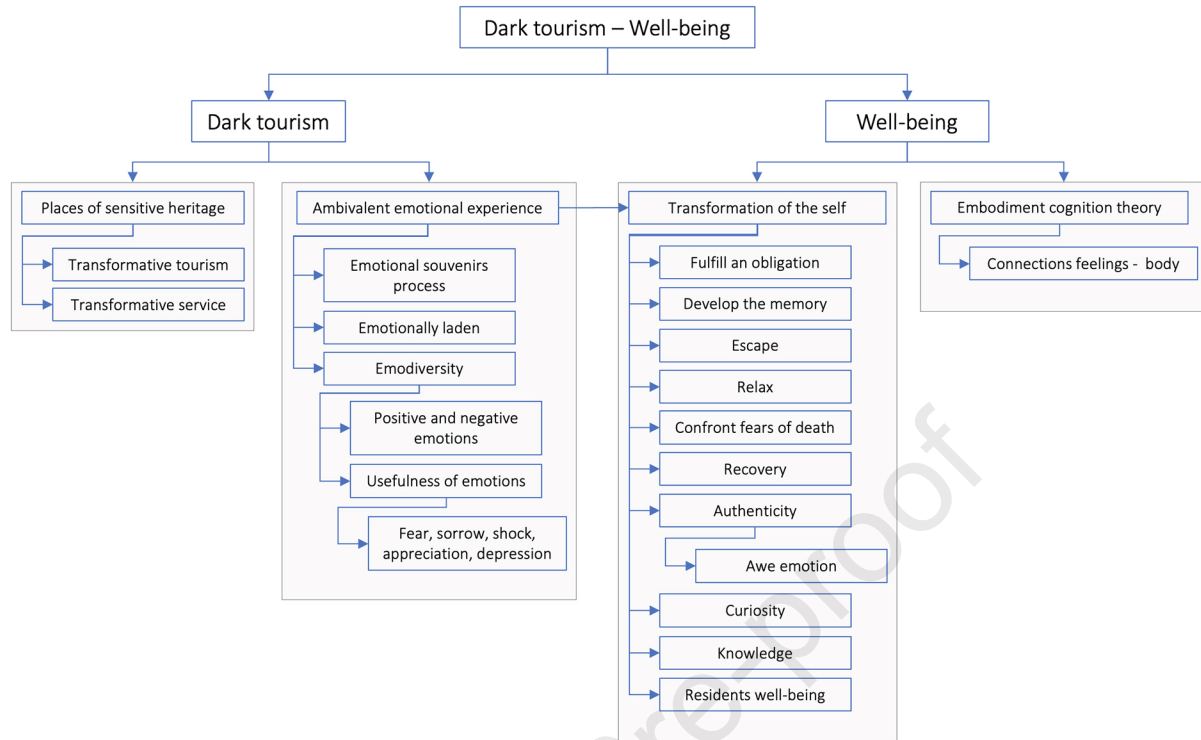 Dark tourism – Well-being
Dark tourism
Well-being
Places of sensitive heritage
Transformative tourism
Transformative service
Ambivalent emotional experience
Emotional souvenirs
process
Emotionally laden
Emodiversity
Positive and negative
emotions
Usefulness of emotions
Fear, sorrow, shock,
appreciation, depression
Transformation of the self
Fulfill an obligation
Develop the memory
Escape
Relax
Confront fears of death
Recovery
Authenticity
Awe emotion
Curiosity
Knowledge
Residents well-being
Embodiment cognition theory
Connections feelings - body
re-proof